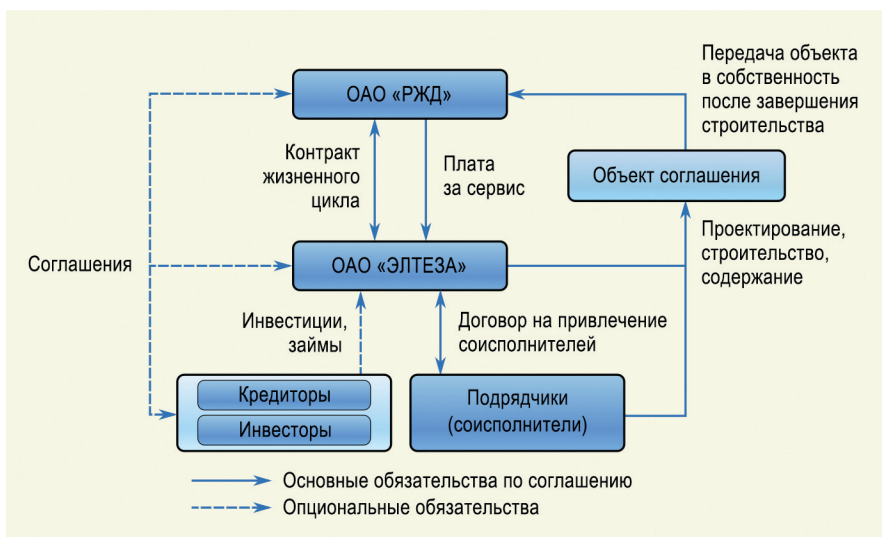 Передача объекта
в собственность
после завершения
строительства
ОАО «РЖД»
Контракт
жизненного
цикла
Плата
за сервис
Объект соглашения
Проектирование,
строительство,
содержание
Соглашения
ОАО «ЭЛТЕЗА»
Инвестиции,
займы
Договор на привлечение
соисполнителей
Кредиторы
Инвесторы
Подрядчики
(соисполнители)
Основные обязательства по соглашению
Опциональные обязательства